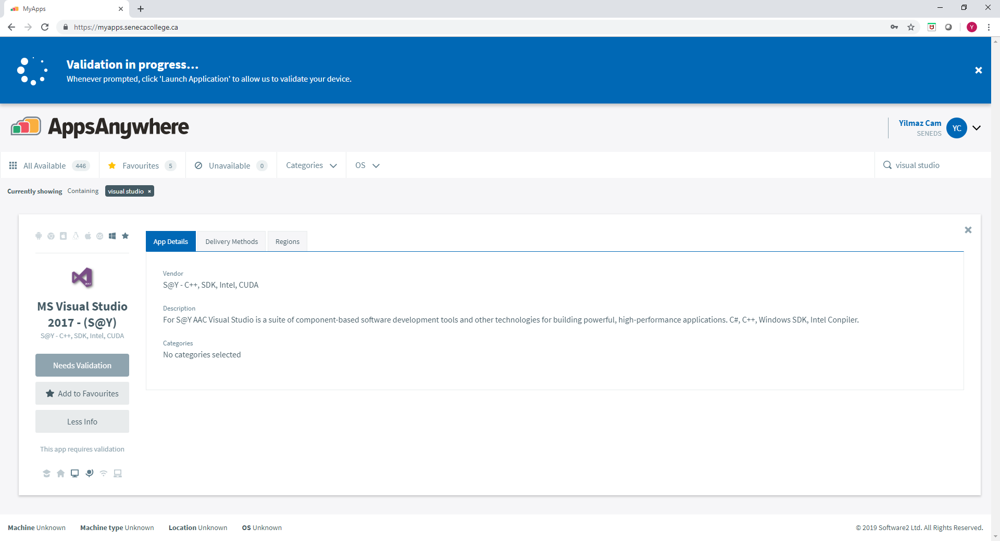 MyApps
https://myapps.senecacollege.ca
Y
Validation in progress...
Whenever prompted, click 'Launch Application' to allow us to validate your device.
AppsAnywhere
Yilmaz Cam
SENEDS
YC
All Available 446
Favourites 5
Unavailable 0
Categories
OS
visual studio
Currently showing Containing visual studio ×
App Details
Delivery Methods
Regions
MS Visual Studio
2017 - (S@Y)
S@Y - C++, SDK, Intel, CUDA
Needs Validation
Add to Favourites
Less Info
This app requires validation
Vendor
S@Y - C++, SDK, Intel, CUDA
Description
For S@Y AAC Visual Studio is a suite of component-based software development tools and other technologies for building powerful, high-performance applications. C#, C++, Windows SDK, Intel Conpiler.
Categories
No categories selected
Machine Unknown
Machine type Unknown
Location Unknown
OS Unknown
© 2019 Software2 Ltd. All Rights Reserved.